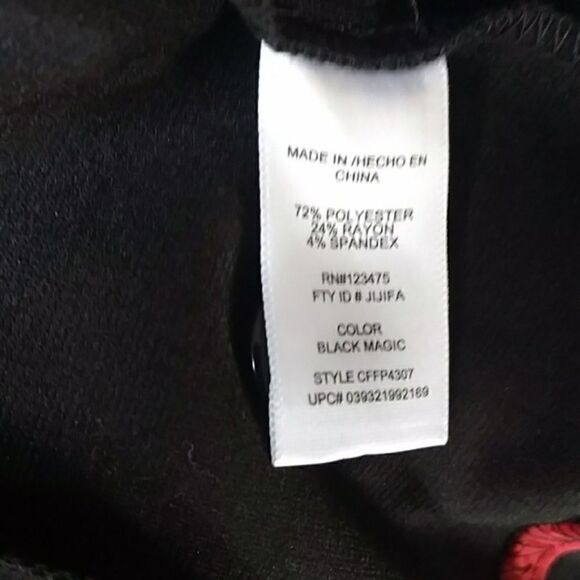 MADE IN /HECHO EN
CHINA
72% POLYESTER
24% RAYON
4% SPANDEX
RN#123475
FTY ID # JIJIFA
COLOR
BLACK MAGIC
STYLE CFFP4307
UPC# 039321992169